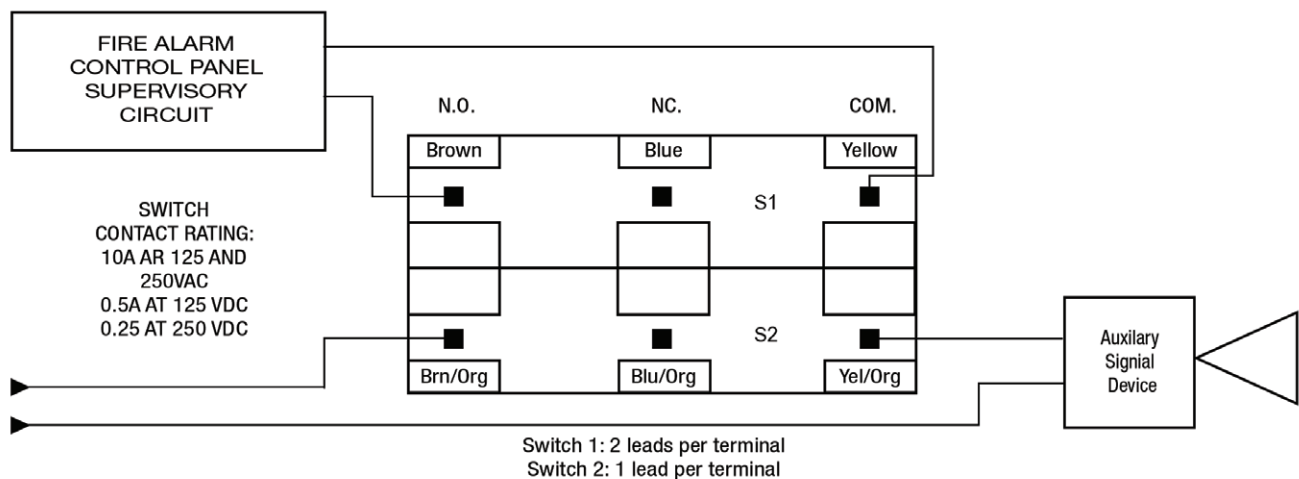 FIRE ALARM
CONTROL PANEL
SUPERVISORY
CIRCUIT
N.O.
NC.
COM.
Brown
Blue
Yellow
S1
SWITCH
CONTACT RATING:
10A AR 125 AND
250VAC
0.5A AT 125 VDC
0.25 AT 250 VDC
S2
Brn/Org
Blu/Org
Yel/Org
Auxilary
Signial
Device
Switch 1: 2 leads per terminal
Switch 2: 1 lead per terminal